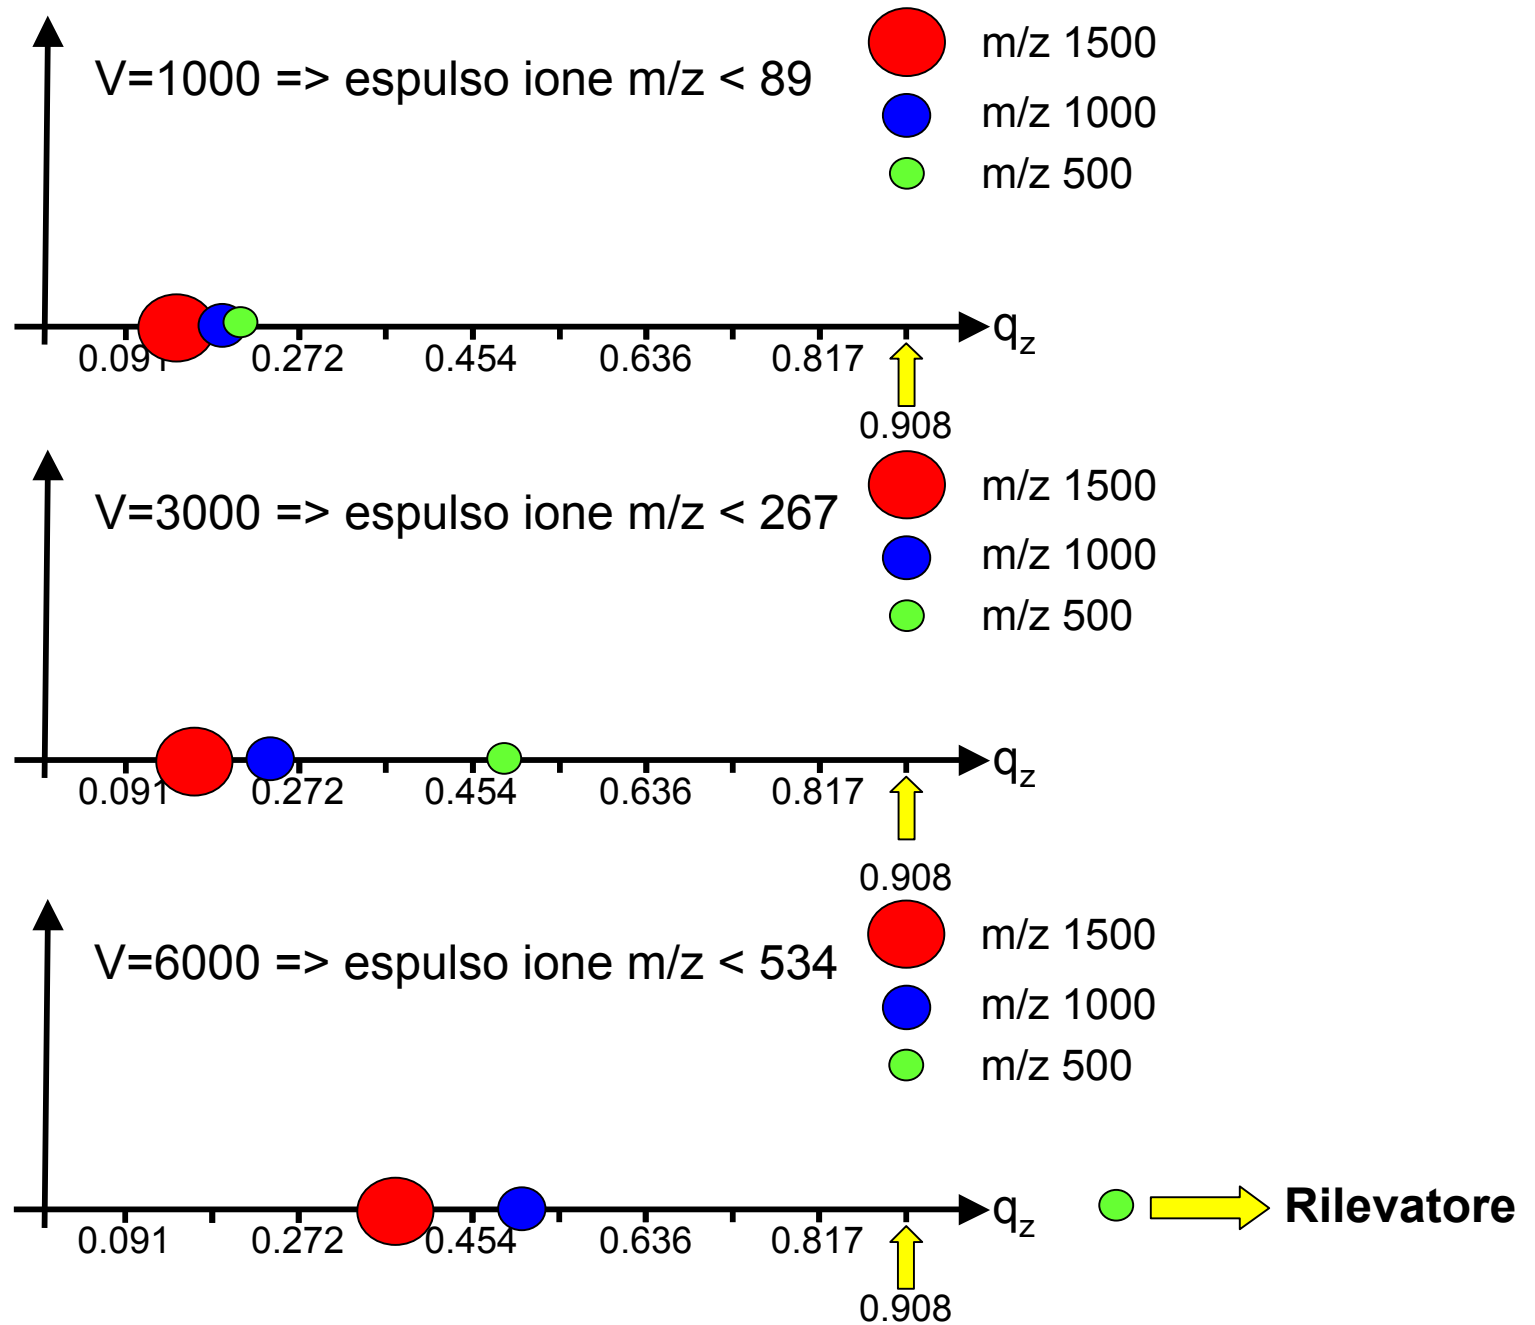 V=1000 => espulso ione m/z < 89
m/z 1500
m/z 1000
m/z 500
0.091 0.272 0.454 0.636 0.817 qz
0.908
V=3000 => espulso ione m/z < 267
m/z 1500
m/z 1000
m/z 500
0.091 0.272 0.454 0.636 0.817 qz
0.908
V=6000 => espulso ione m/z < 534
m/z 1500
m/z 1000
m/z 500
0.091 0.272 0.454 0.636 0.817 qz
Rilevatore
0.908